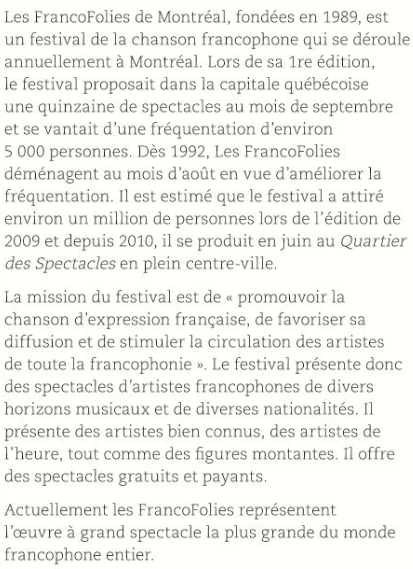 Les FrancoFolies de Montréal, fondées en 1989, est
un festival de la chanson francophone qui se déroule
annuellement à Montréal. Lors de sa 1re édition,
le festival proposait dans la capitale québécoise
une quinzaine de spectacles au mois de septembre
et se vantait d'une fréquentation d'environ
5 000 personnes. Dès 1992, Les FrancoFolies
déménagent au mois d'août en vue d'améliorer la
fréquentation. Il est estimé que le festival a attiré
environ un million de personnes lors de l'édition de
2009 et depuis 2010, il se produit en juin au Quartier
des Spectacles en plein centre-ville.
La mission du festival est de « promouvoir la
chanson d'expression française, de favoriser sa
diffusion et de stimuler la circulation des artistes
de toute la francophonie ». Le festival présente donc
des spectacles d'artistes francophones de divers
horizons musicaux et de diverses nationalités. Il
présente des artistes bien connus, des artistes de
l'heure, tout comme des figures montantes. Il offre
des spectacles gratuits et payants.
Actuellement les FrancoFolies représentent
l'œuvre à grand spectacle la plus grande du monde
francophone entier.